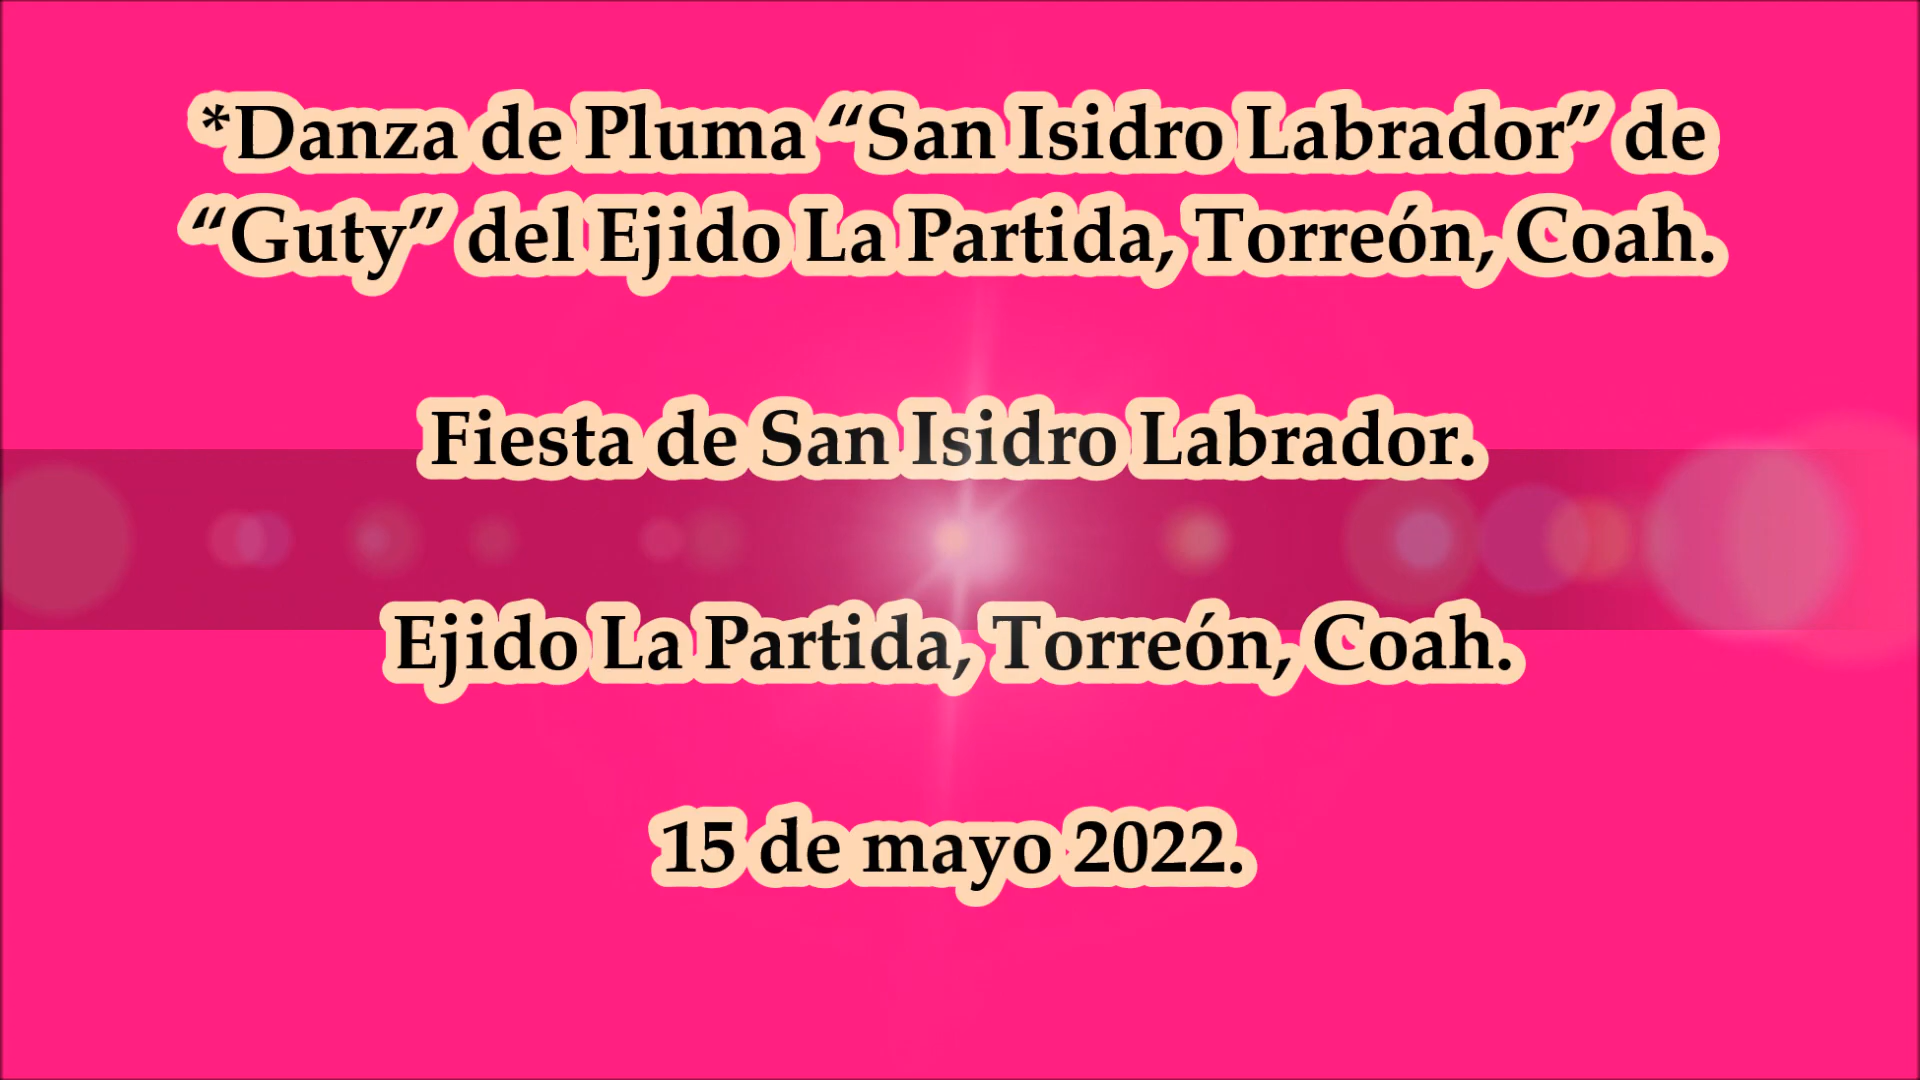 *Danza de Pluma “San Isidro Labrador” de
“Guty” del Ejido La Partida, Torreón, Coah.
Fiesta de San Isidro Labrador.
Ejido La Partida, Torreón, Coah.
15 de mayo 2022.